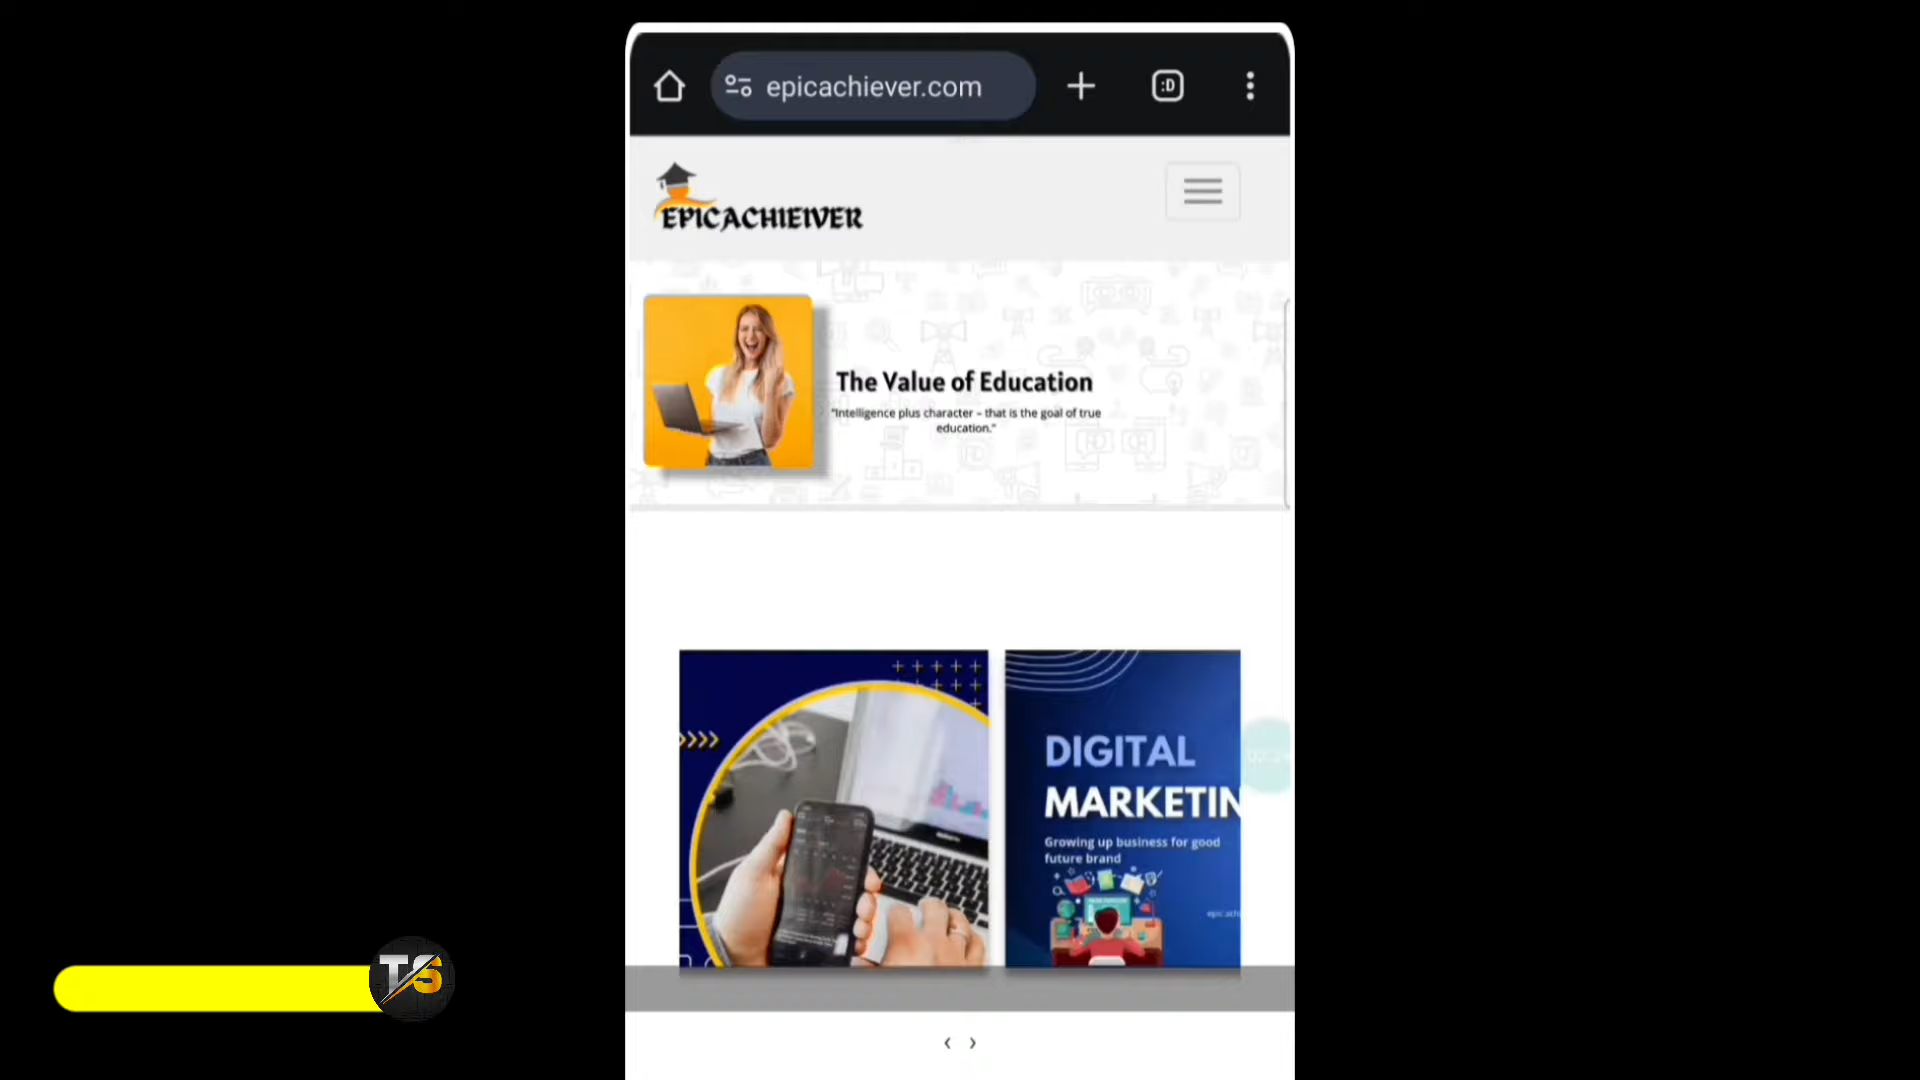 epicachiever.com
:D
EPICACHIEIVER
The Value of Education
"Intelligence plus character – that is the goal of true
education."
DIGITAL
MARKETIN
Growing up business for good
future brand
TS